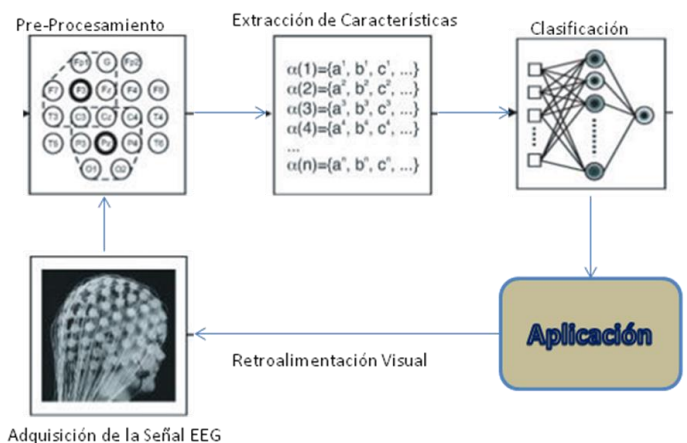 Pre-Procesamiento
Extracción de Características
Clasificación
Fp1 G Fp2
F7 F3 Fz F4 F8
T3 C3 Cz C4 T4
T5 P3 Pz P4 T6
O1 O2
α(1)={a¹, b¹, c¹, ...}
α(2)={a², b², c², ...}
α(3)={a³, b³, c³, ...}
α(4)={a⁴, b⁴, c⁴, ...}
...
α(n)={aⁿ, bⁿ, cⁿ, ...}
Aplicación
Retroalimentación Visual
Adquisición de la Señal EEG